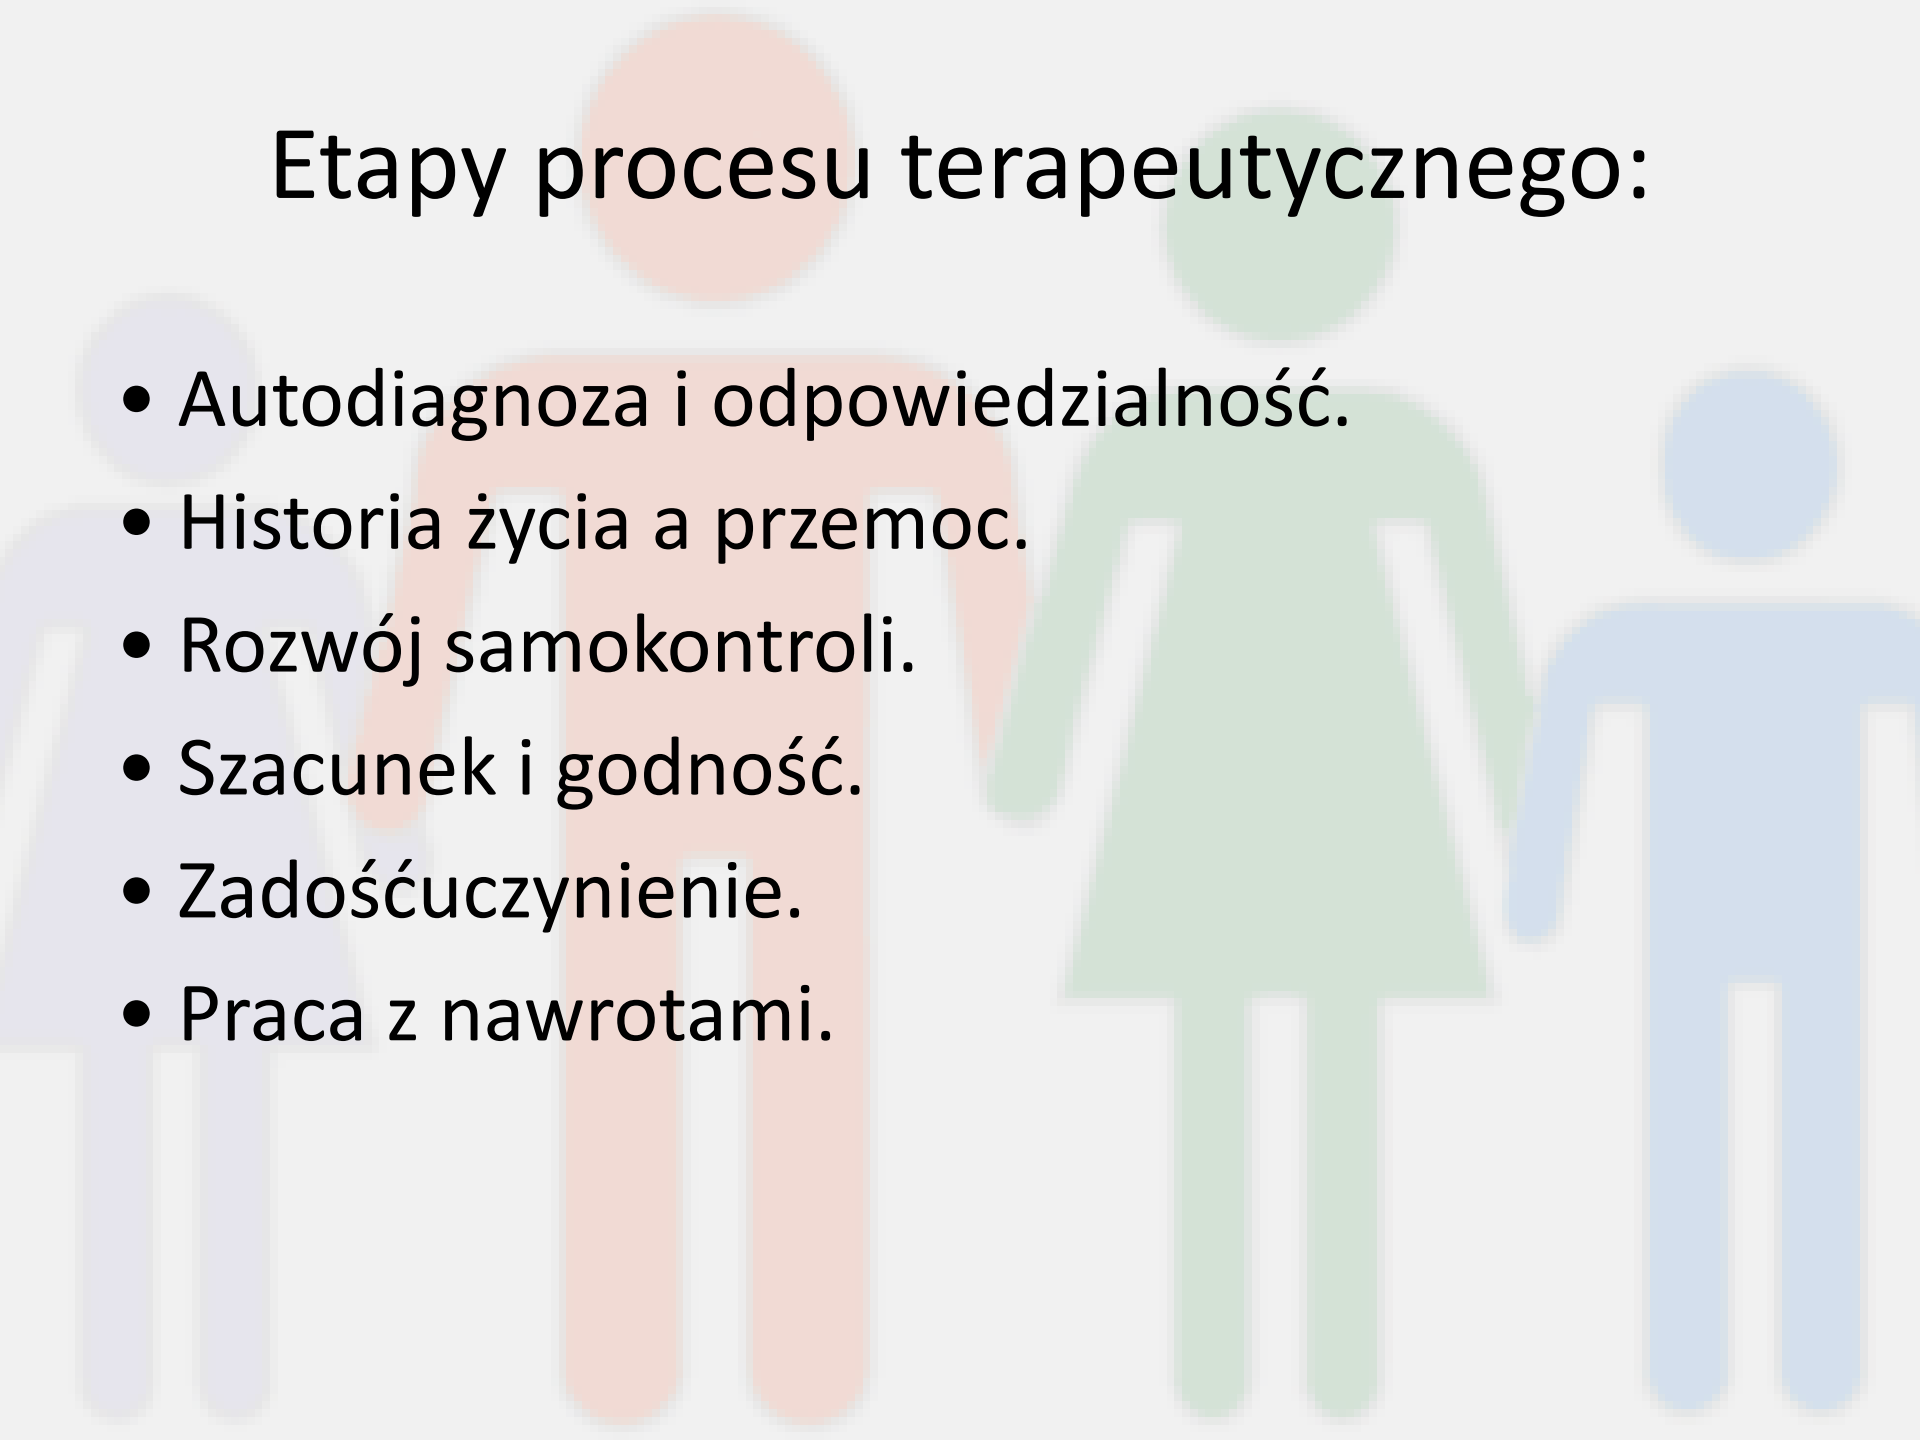 Etapy procesu terapeutycznego:
• Autodiagnoza i odpowiedzialność.
• Historia życia a przemoc.
• Rozwój samokontroli.
• Szacunek i godność.
• Zadośćuczynienie.
• Praca z nawrotami.